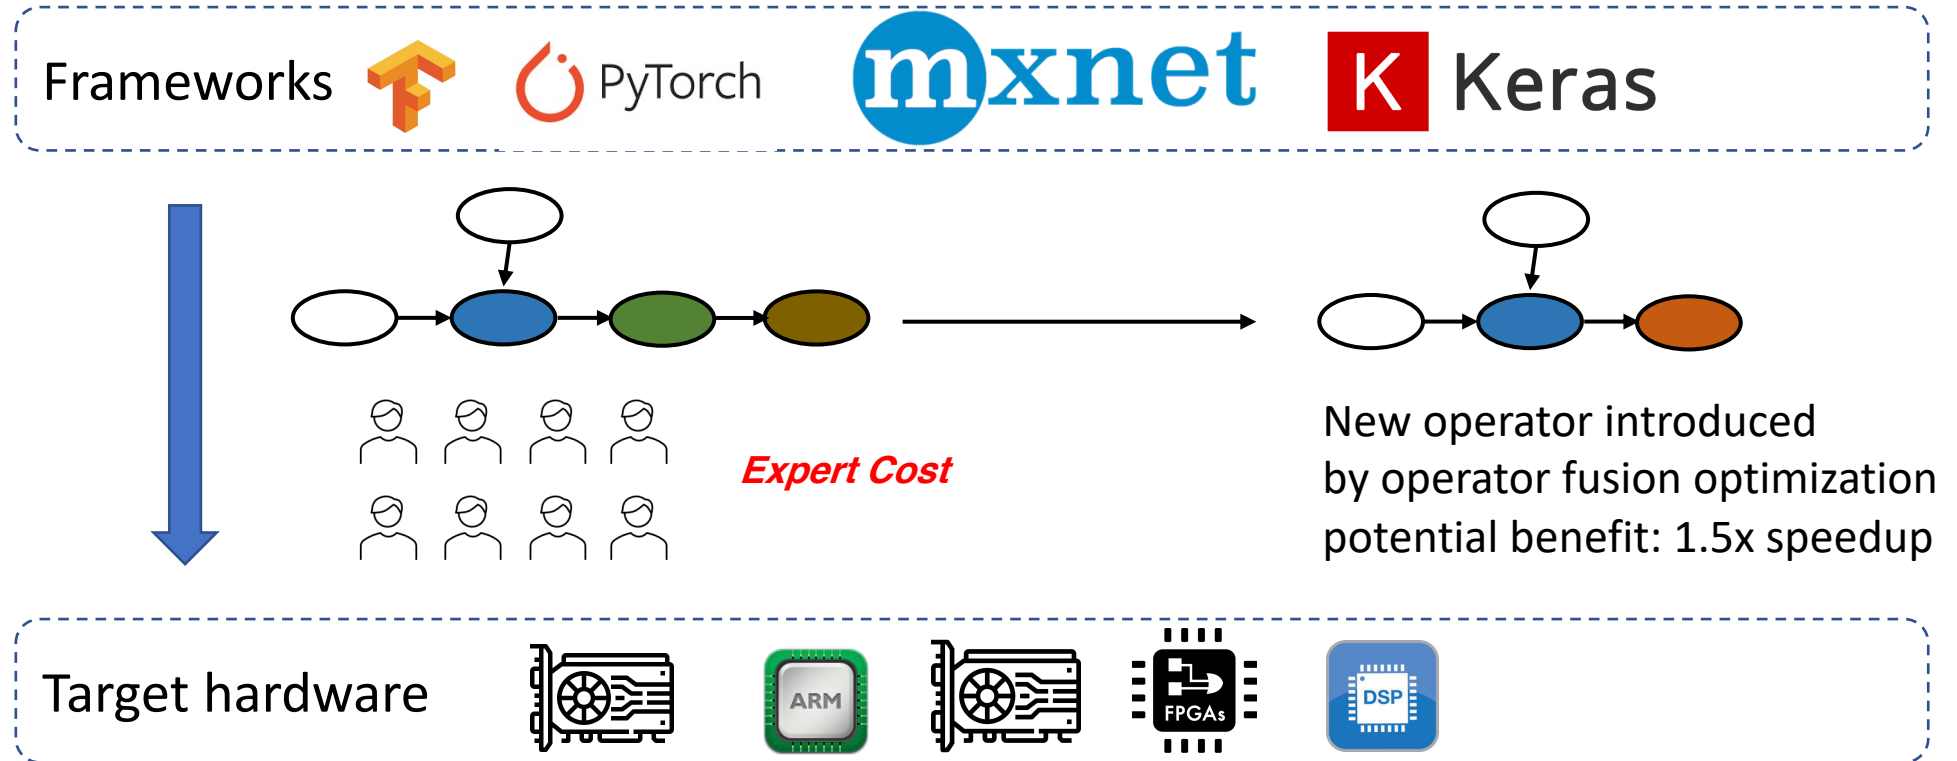 Frameworks
PyTorch
mxnet
K Keras
Expert Cost
New operator introduced
by operator fusion optimization
potential benefit: 1.5x speedup
Target hardware
ARM
FPGAs
DSP